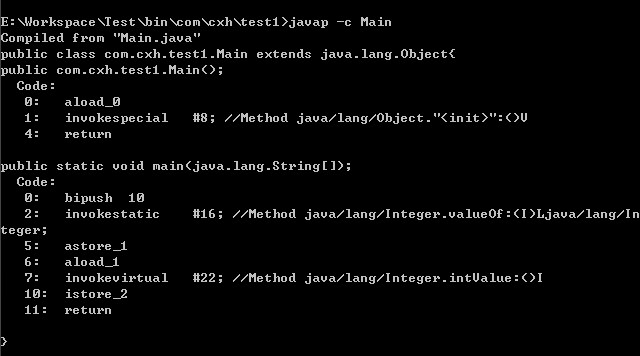 E:\Workspace\Test\bin\com\cxh\test1>javap -c Main
Compiled from "Main.java"
public class com.cxh.test1.Main extends java.lang.Object{
public com.cxh.test1.Main();
  Code:
   0:   aload_0
   1:   invokespecial   #8; //Method java/lang/Object."<init>":()V
   4:   return

public static void main(java.lang.String[]);
  Code:
   0:   bipush  10
   2:   invokestatic    #16; //Method java/lang/Integer.valueOf:(I)Ljava/lang/In
teger;
   5:   astore_1
   6:   aload_1
   7:   invokevirtual   #22; //Method java/lang/Integer.intValue:()I
   10:  istore_2
   11:  return

}